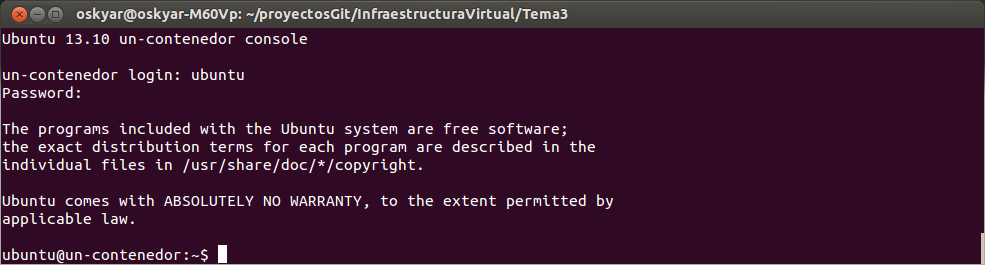 oskyar@oskyar-M60Vp: ~/proyectosGit/InfraestructuraVirtual/Tema3
Ubuntu 13.10 un-contenedor console
un-contenedor login: ubuntu
Password:
The programs included with the Ubuntu system are free software;
the exact distribution terms for each program are described in the
individual files in /usr/share/doc/*/copyright.
Ubuntu comes with ABSOLUTELY NO WARRANTY, to the extent permitted by
applicable law.
ubuntu@un-contenedor:~$